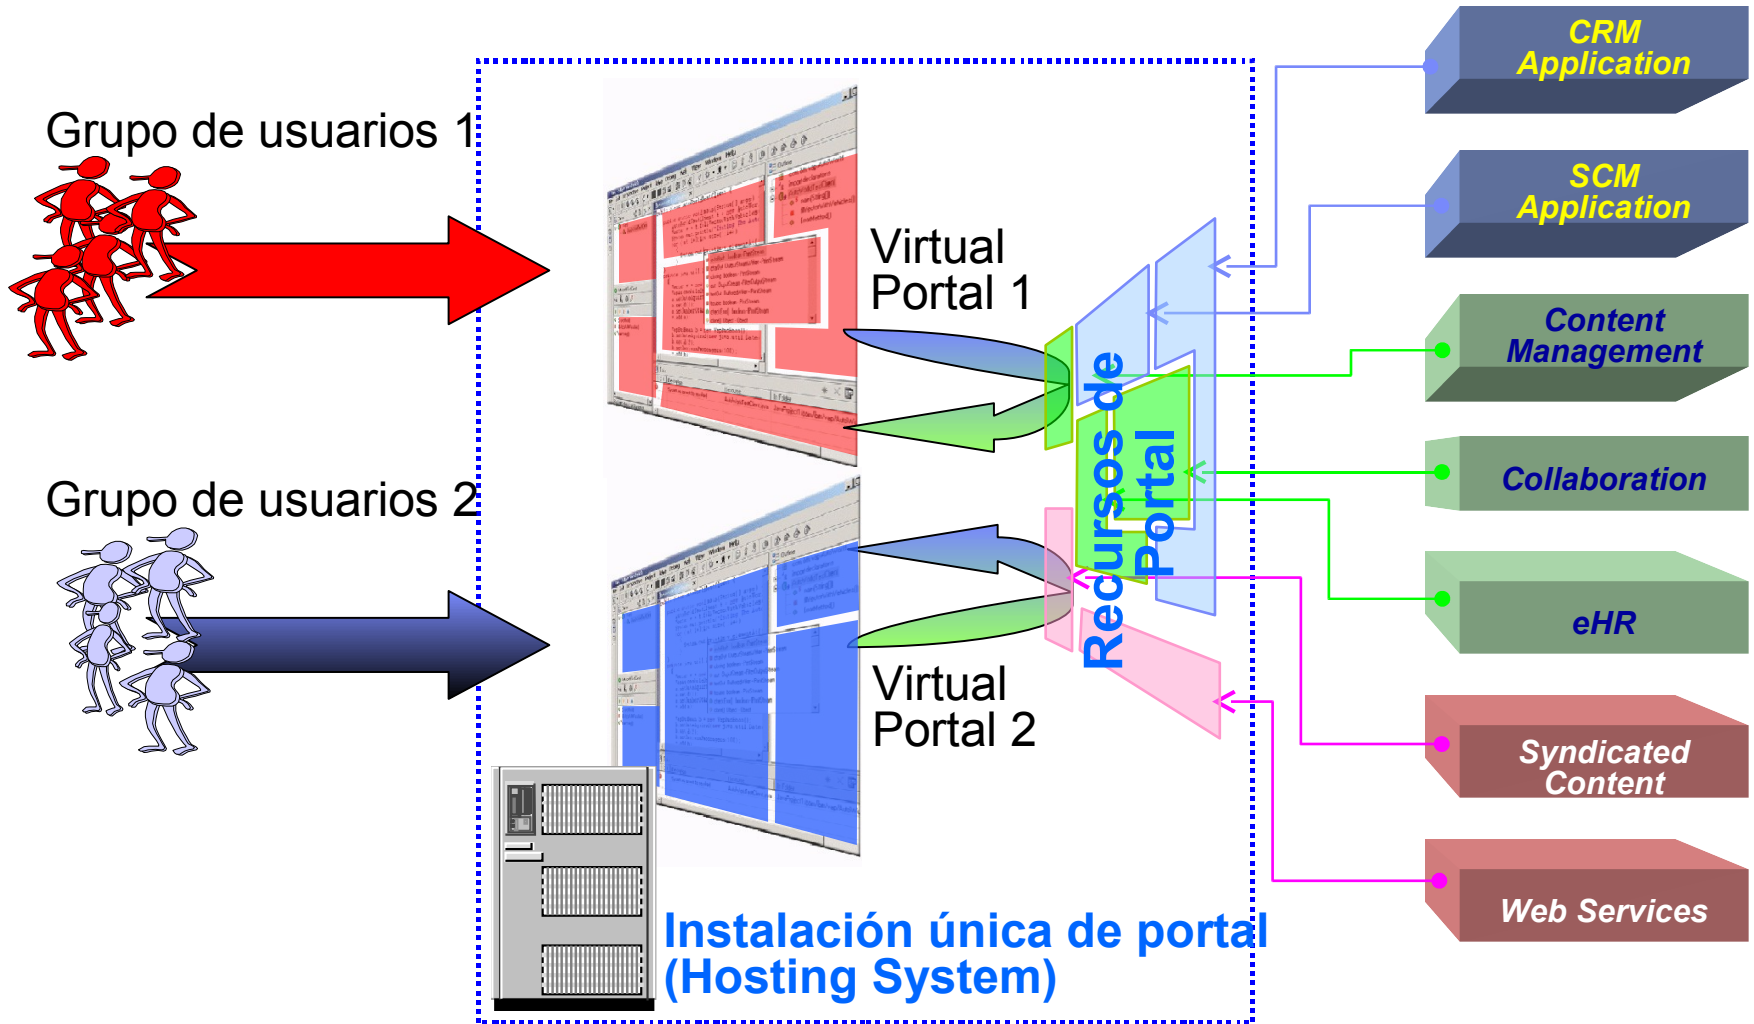 Grupo de usuarios 1
Virtual
Portal 1
Grupo de usuarios 2
Virtual
Portal 2
Recursos de
Portal
Instalación única de portal
(Hosting System)
CRM
Application
SCM
Application
Content
Management
Collaboration
eHR
Syndicated
Content
Web Services